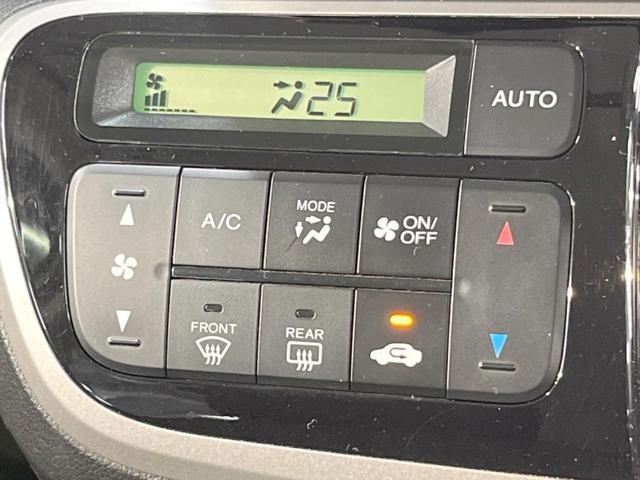 25
AUTO
A/C
MODE
ON/
OFF
FRONT
REAR